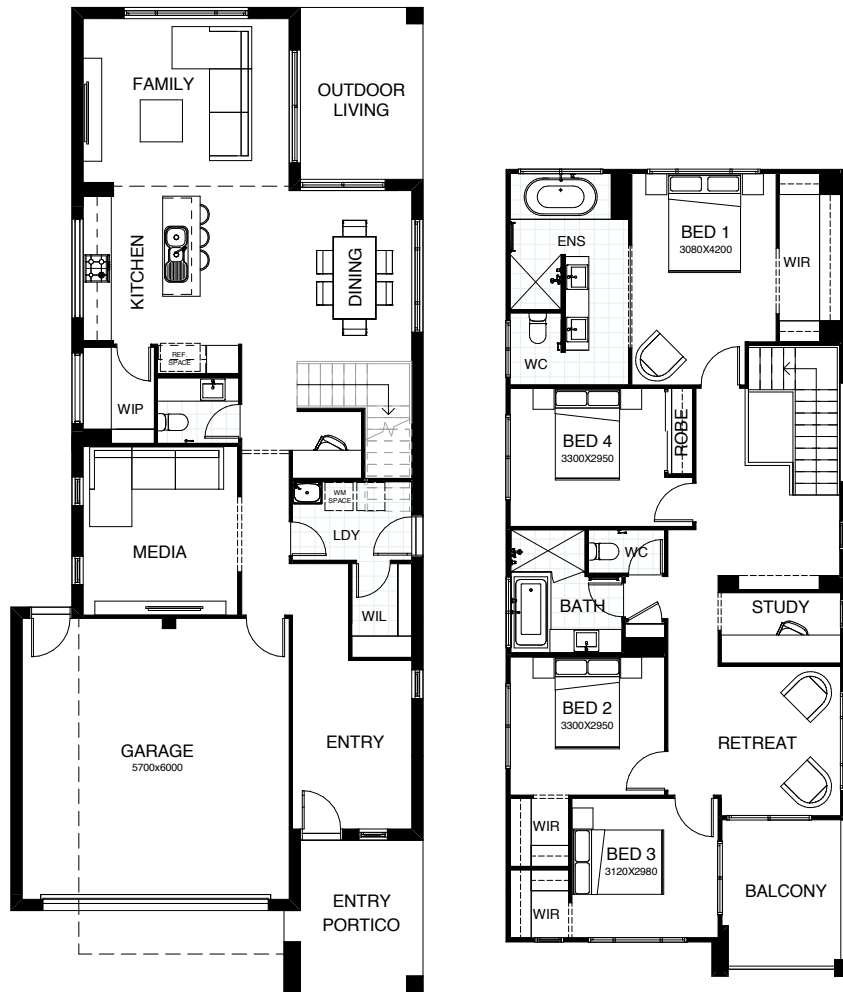 FAMILY
OUTDOOR
LIVING
KITCHEN
DINING
REF.
SPACE
WIP
WM
SPACE
LDY
MEDIA
WIL
GARAGE
5700x6000
ENTRY
ENTRY
PORTICO
ENS
BED 1
3080X4200
WIR
WC
BED 4
3300X2950
ROBE
WC
BATH
STUDY
BED 2
3300X2950
RETREAT
WIR
BED 3
3120X2980
WIR
BALCONY